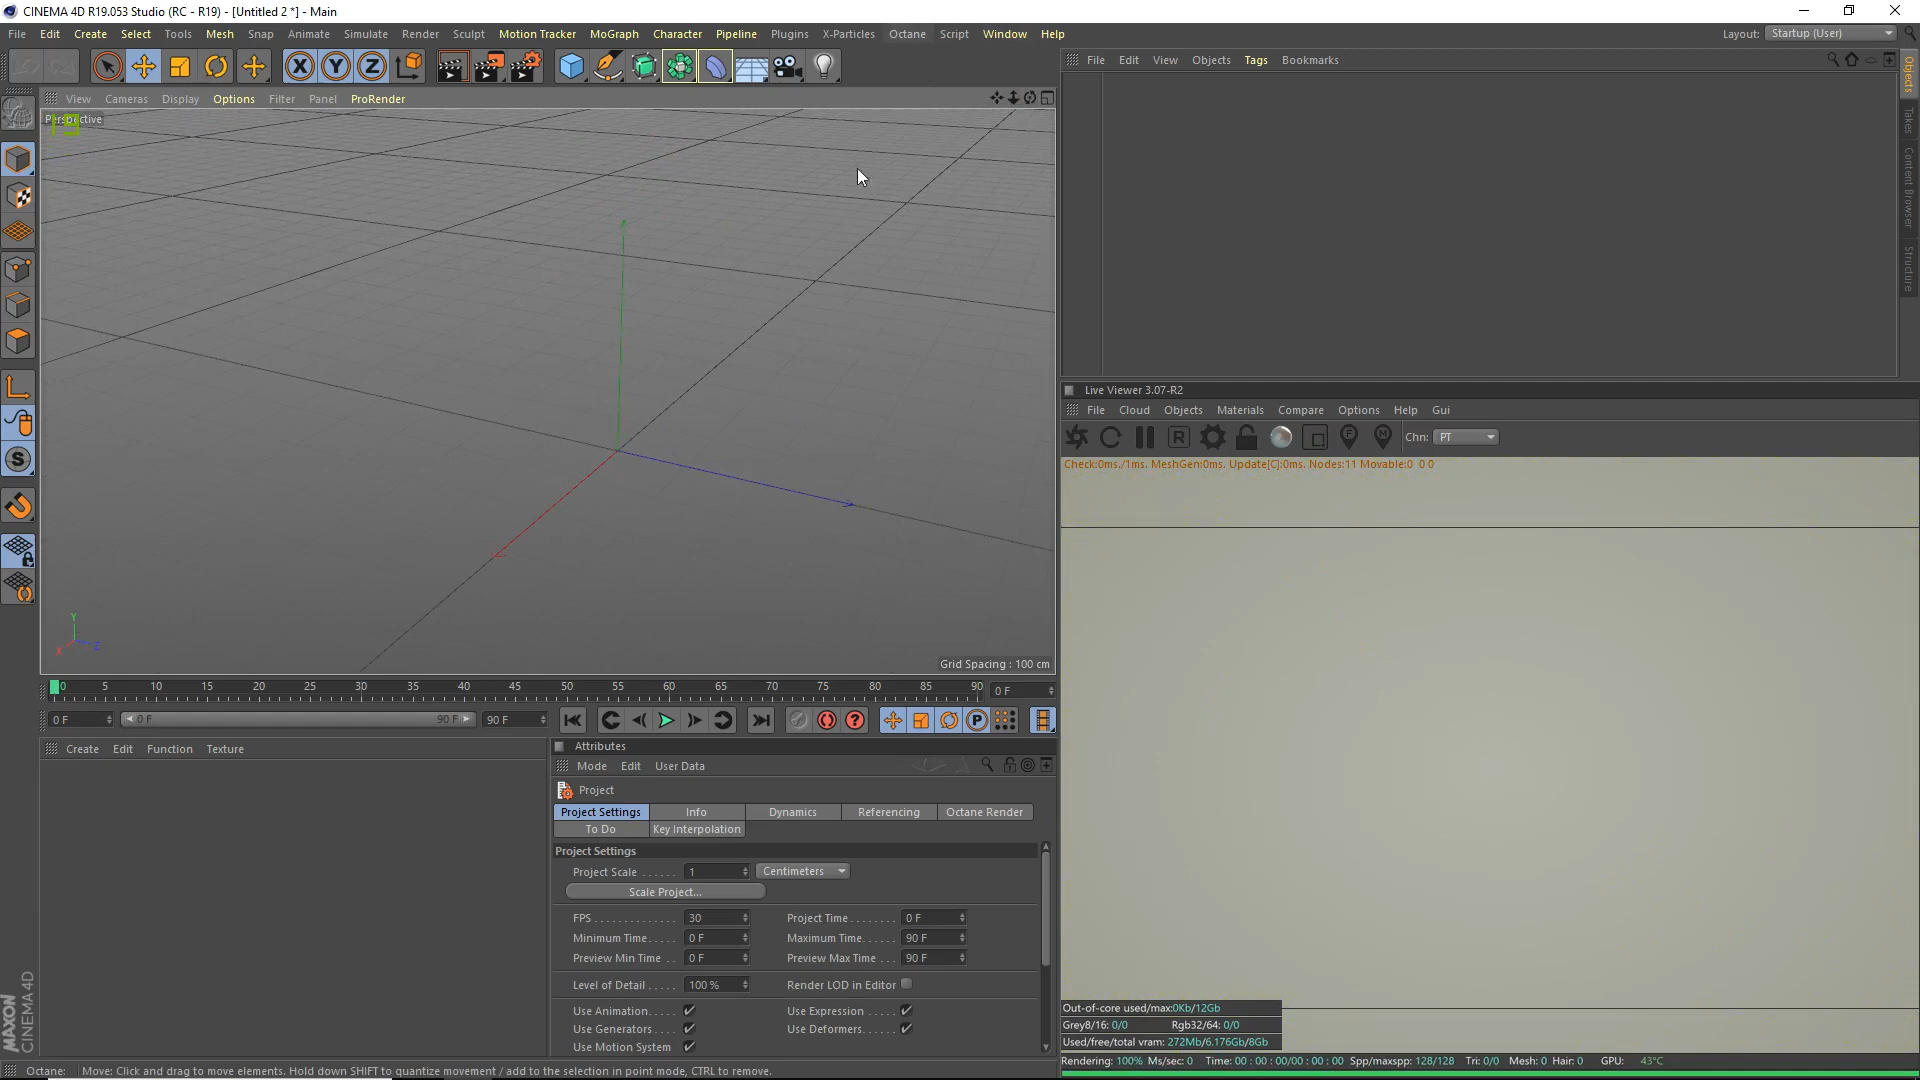 CINEMA 4D R19.053 Studio (RC - R19) - [Untitled 2 *] - Main
File Edit Create Select Tools Mesh Snap Animate Simulate Render Sculpt Motion Tracker MoGraph Character Pipeline Plugins X-Particles Octane Script Window Help
Layout: Startup (User)
X Y Z
File Edit View Objects Tags Bookmarks
Objects
Takes
Content Browser
Structure
View Cameras Display Options Filter Panel ProRender
Perspective
19
Y
X
Z
Grid Spacing : 100 cm
S
Live Viewer 3.07-R2
File Cloud Objects Materials Compare Options Help Gui
R
Chn: PT
Check:0ms./1ms. MeshGen:0ms. Update[C]:0ms. Nodes:11 Movable:0 0 0
0 5 10 15 20 25 30 35 40 45 50 55 60 65 70 75 80 85 90
0 F
0 F
0 F
90 F
90 F
?
P
Create Edit Function Texture
Attributes
Mode Edit User Data
Project
Project Settings Info Dynamics Referencing Octane Render
To Do Key Interpolation
Project Settings
Project Scale ...... 1 Centimeters
Scale Project...
FPS.............. 30 Project Time........ 0 F
Minimum Time..... 0 F Maximum Time...... 90 F
Preview Min Time .. 0 F Preview Max Time ... 90 F
Level of Detail ..... 100 % Render LOD in Editor
Use Animation..... Use Expression .....
Use Generators .... Use Deformers......
Use Motion System
Out-of-core used/max:0Kb/12Gb
Grey8/16: 0/0 Rgb32/64: 0/0
Used/free/total vram: 272Mb/6.176Gb/8Gb
Rendering: 100% Ms/sec: 0 Time: 00 : 00 : 00/00 : 00 : 00 Spp/maxspp: 128/128 Tri: 0/0 Mesh: 0 Hair: 0 GPU: 43°C
MAXON
CINEMA 4D
Octane: Move: Click and drag to move elements. Hold down SHIFT to quantize movement / add to the selection in point mode, CTRL to remove.